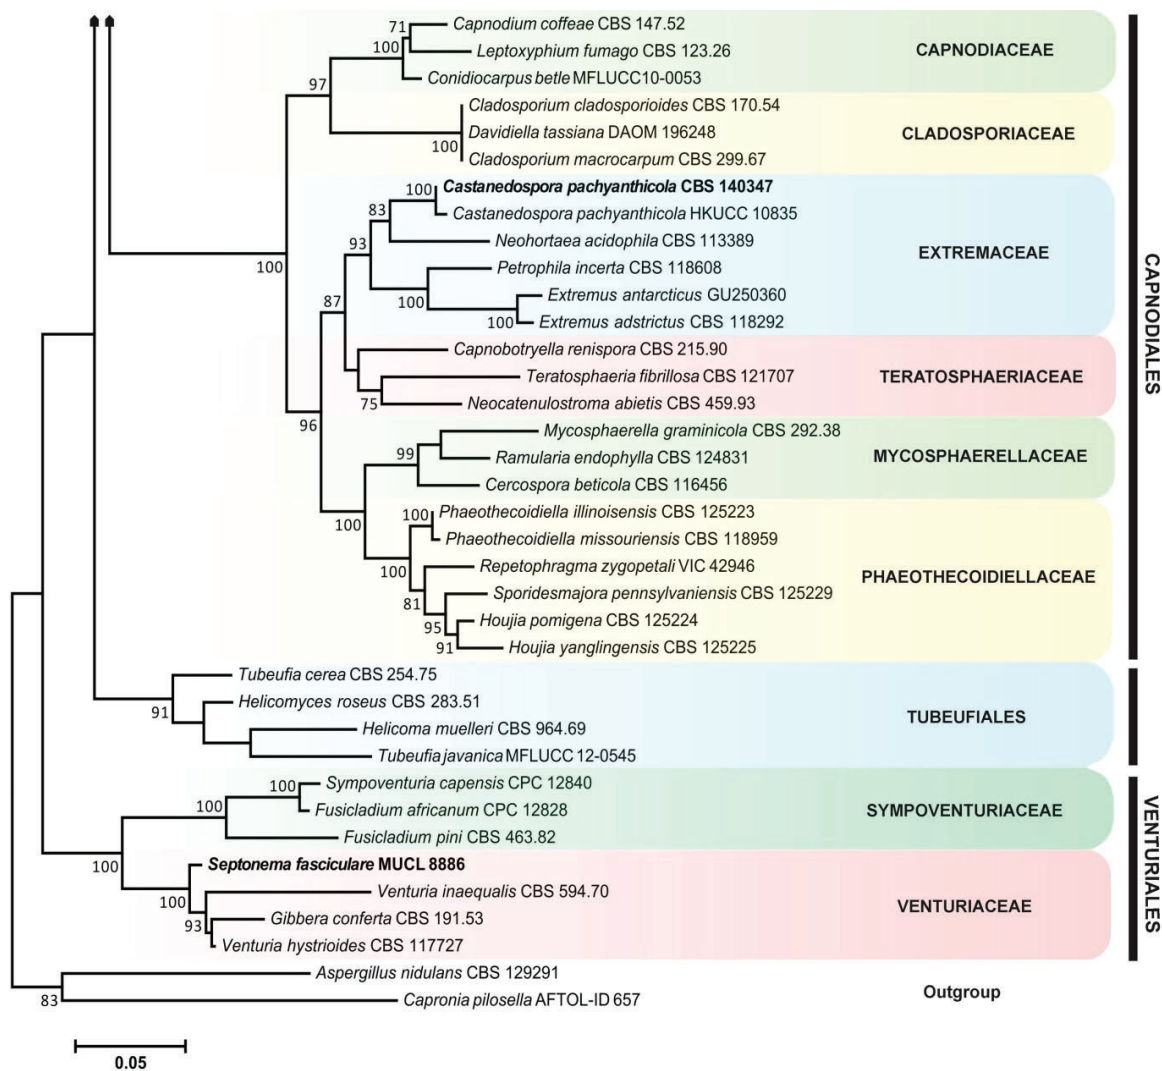 71
Capnodium coffeae CBS 147.52
100
Leptoxyphium fumago CBS 123.26
CAPNODIACEAE
Conidiocarpus betle MFLUCC10-0053
97
Cladosporium cladosporioides CBS 170.54
Davidiella tassiana DAOM 196248
CLADOSPORIACEAE
100
Cladosporium macrocarpum CBS 299.67
100
Castanedospora pachyanthicola CBS 140347
83
Castanedospora pachyanthicola HKUCC 10835
93
Neohortaea acidophila CBS 113389
EXTREMACEAE
100
Petrophila incerta CBS 118608
87
100
Extremus antarcticus GU250360
100
Extremus adstrictus CBS 118292
Capnobotryella renispora CBS 215.90
Teratosphaeria fibrillosa CBS 121707
TERATOSPHAERIACEAE
75
Neocatenulostroma abietis CBS 459.93
96
Mycosphaerella graminicola CBS 292.38
99
Ramularia endophylla CBS 124831
MYCOSPHAERELLACEAE
Cercospora beticola CBS 116456
100
100
Phaeothecoidiella illinoisensis CBS 125223
Phaeothecoidiella missouriensis CBS 118959
100
Repetophragma zygopetali VIC 42946
PHAEOTHECOIDIELLACEAE
81
Sporidesmajora pennsylvaniensis CBS 125229
95
Houjia pomigena CBS 125224
91
Houjia yanglingensis CBS 125225
CAPNODIALES
Tubeufia cerea CBS 254.75
91
Helicomyces roseus CBS 283.51
TUBEUFIALES
Helicoma muelleri CBS 964.69
Tubeufia javanica MFLUCC 12-0545
100
Sympoventuria capensis CPC 12840
100
Fusicladium africanum CPC 12828
SYMPOVENTURIACEAE
Fusicladium pini CBS 463.82
100
Septonema fasciculare MUCL 8886
100
Venturia inaequalis CBS 594.70
VENTURIACEAE
93
Gibbera conferta CBS 191.53
Venturia hystrioides CBS 117727
VENTURIALES
Aspergillus nidulans CBS 129291
83
Capronia pilosella AFTOL-ID 657
Outgroup
0.05